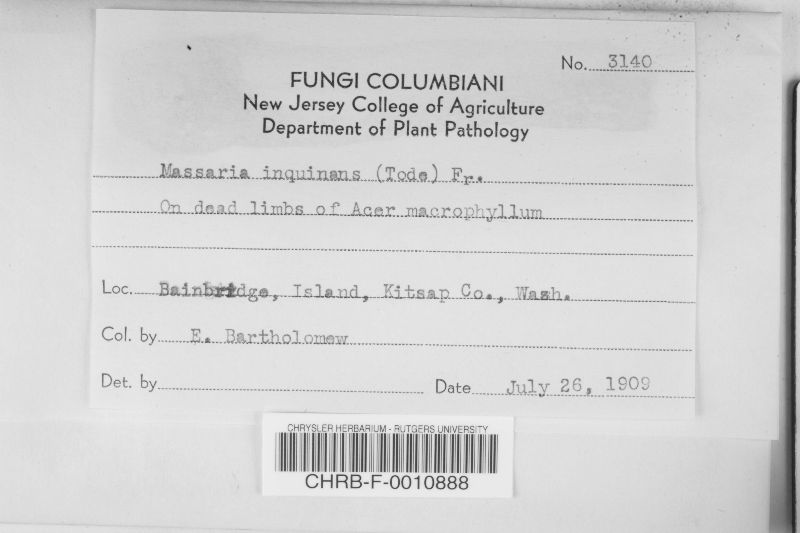 No. 3140
FUNGI COLUMBIANI
New Jersey College of Agriculture
Department of Plant Pathology
Massaria inquinans (Tode) Fr.
On dead limbs of Acer macrophyllum
Loc. Bainbridge, Island, Kitsap Co., Wash.
Col. by E. Bartholomew
Det. by Date July 26, 1909
CHRYSLER HERBARIUM - RUTGERS UNIVERSITY
CHRB-F-0010888